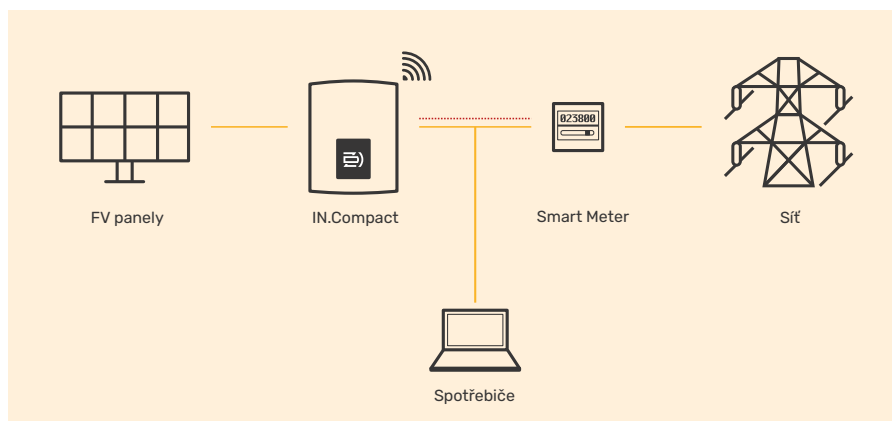 023800
FV panely
IN.Compact
Smart Meter
Síť
Spotřebiče